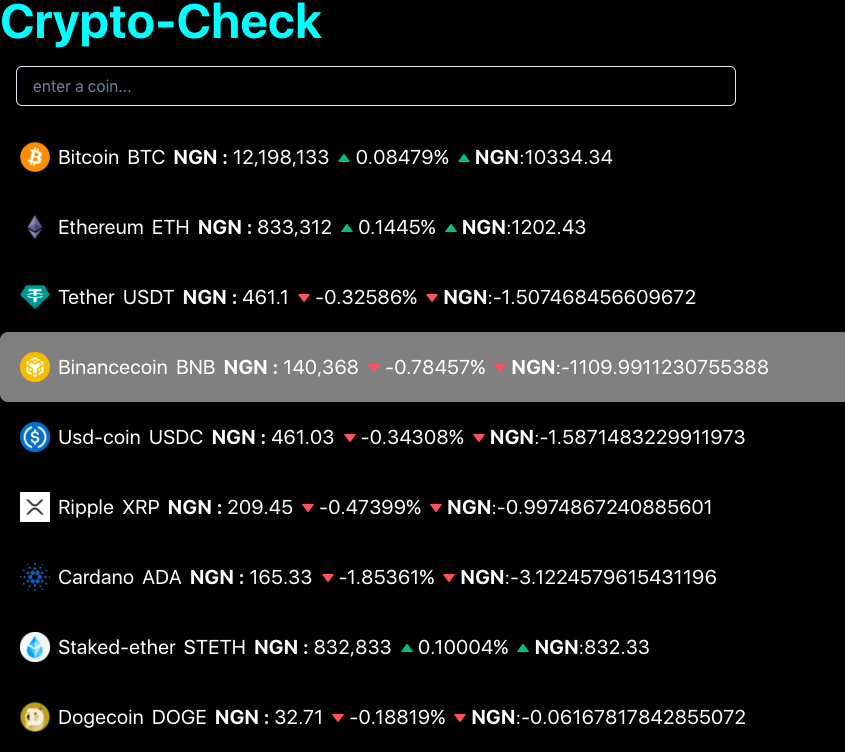 Crypto-Check
enter a coin...
Bitcoin BTC NGN : 12,198,133 0.08479% NGN:10334.34
Ethereum ETH NGN : 833,312 0.1445% NGN:1202.43
Tether USDT NGN : 461.1 -0.32586% NGN:-1.507468456609672
Binancecoin BNB NGN : 140,368 -0.78457% NGN:-1109.9911230755388
Usd-coin USDC NGN : 461.03 -0.34308% NGN:-1.5871483229911973
Ripple XRP NGN : 209.45 -0.47399% NGN:-0.9974867240885601
Cardano ADA NGN : 165.33 -1.85361% NGN:-3.1224579615431196
Staked-ether STETH NGN : 832,833 0.10004% NGN:832.33
Dogecoin DOGE NGN : 32.71 -0.18819% NGN:-0.06167817842855072